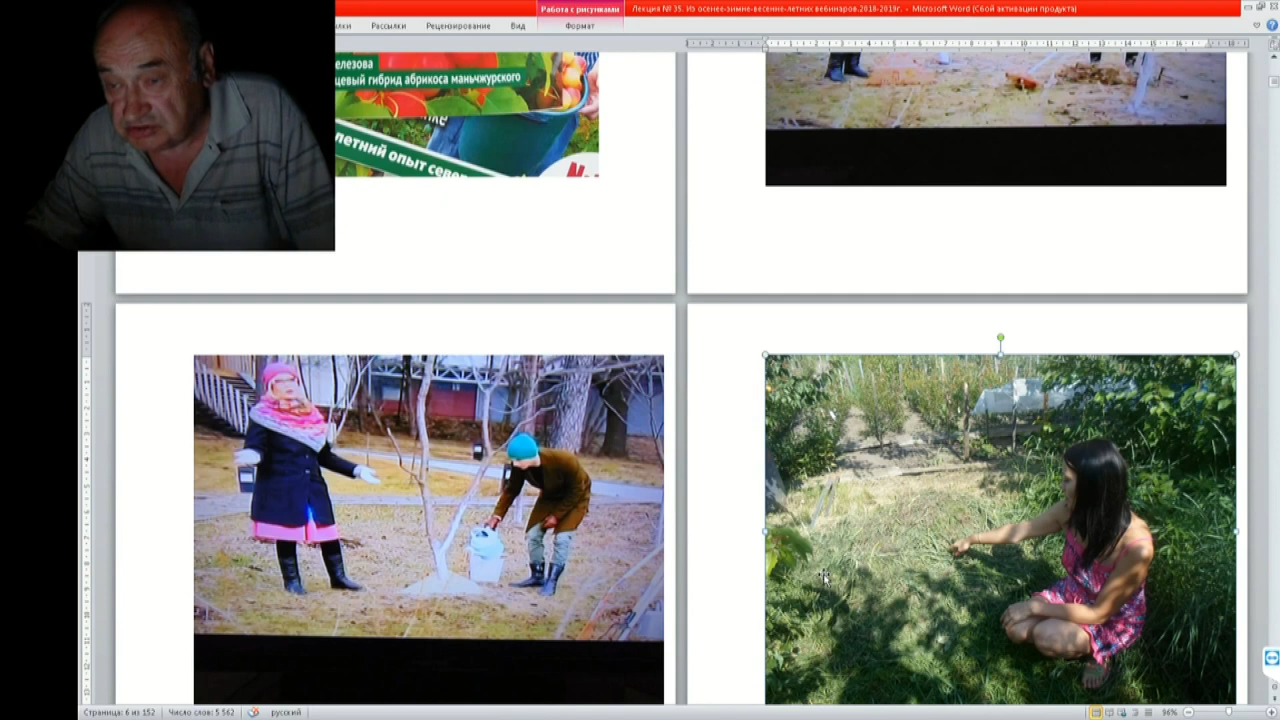 Работа с рисунками
Лекция № 35. Из осенее-зимне-весенне-летних вебинаров.2018-2019г. - Microsoft Word (Сбой активации продукта)
лки Рассылки Рецензирование Вид Формат
елезова
цевый гибрид абрикоса маньчжурского
летний опыт север
Страница: 6 из 152 Число слов: 5 562 русский
96%